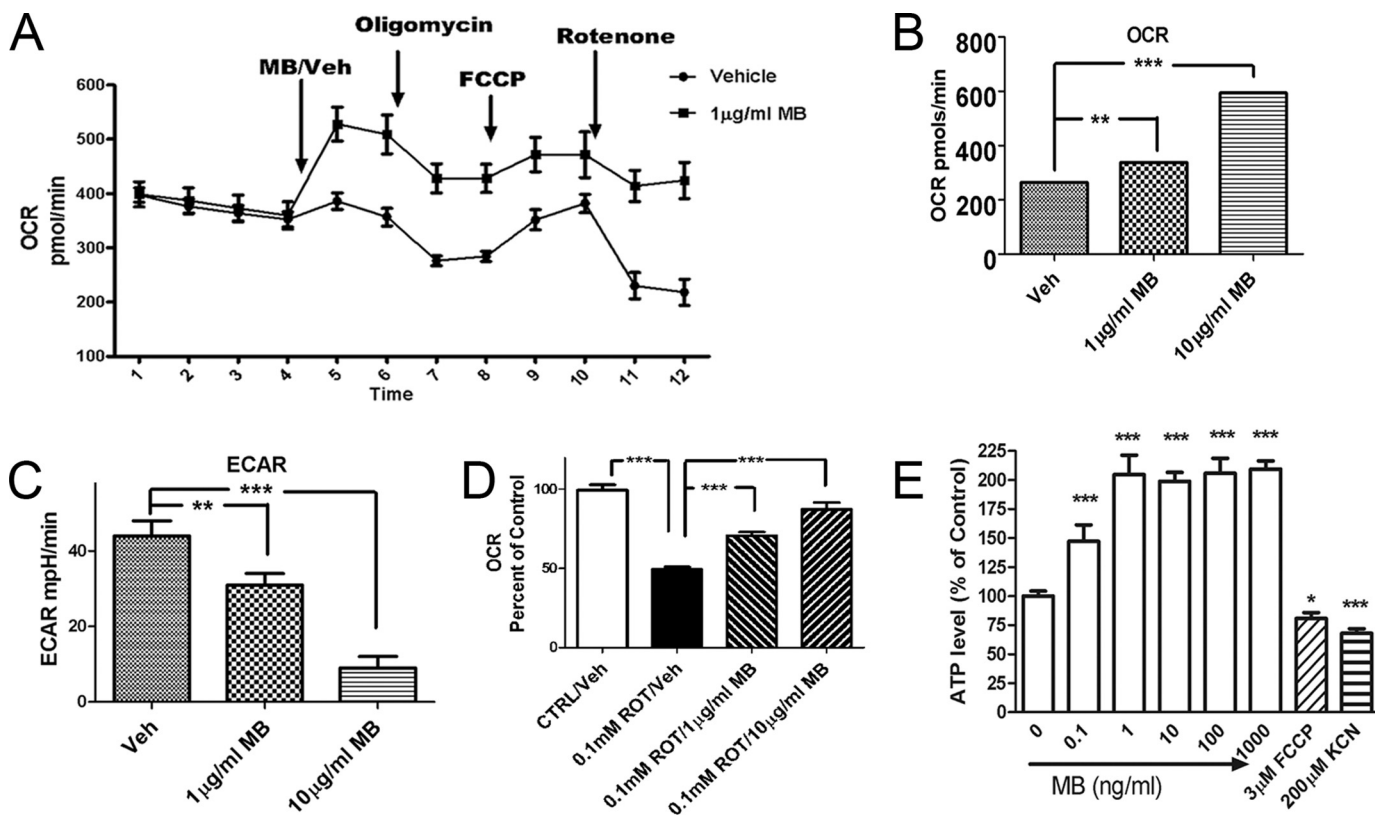 A
Oligomycin
MB/Veh
FCCP
Rotenone
Vehicle
1μg/ml MB
OCR
pmol/min
600
500
400
300
200
100
1 2 3 4 5 6 7 8 9 10 11 12
Time
B
OCR
OCR pmols/min
800
600
400
200
0
***
**
Veh
1μg/ml MB
10μg/ml MB
C
ECAR
ECAR mpH/min
40
20
0
***
**
Veh
1μg/ml MB
10μg/ml MB
D
OCR
Percent of Control
100
50
0
***
***
***
CTRL/Veh
0.1mM ROT/Veh
0.1mM ROT/1μg/ml MB
0.1mM ROT/10μg/ml MB
E
ATP level (% of Control)
225
200
175
150
125
100
75
50
25
0
***
***
***
***
***
*
***
0 0.1 1 10 100 1000
MB (ng/ml)
3μM FCCP
200μM KCN